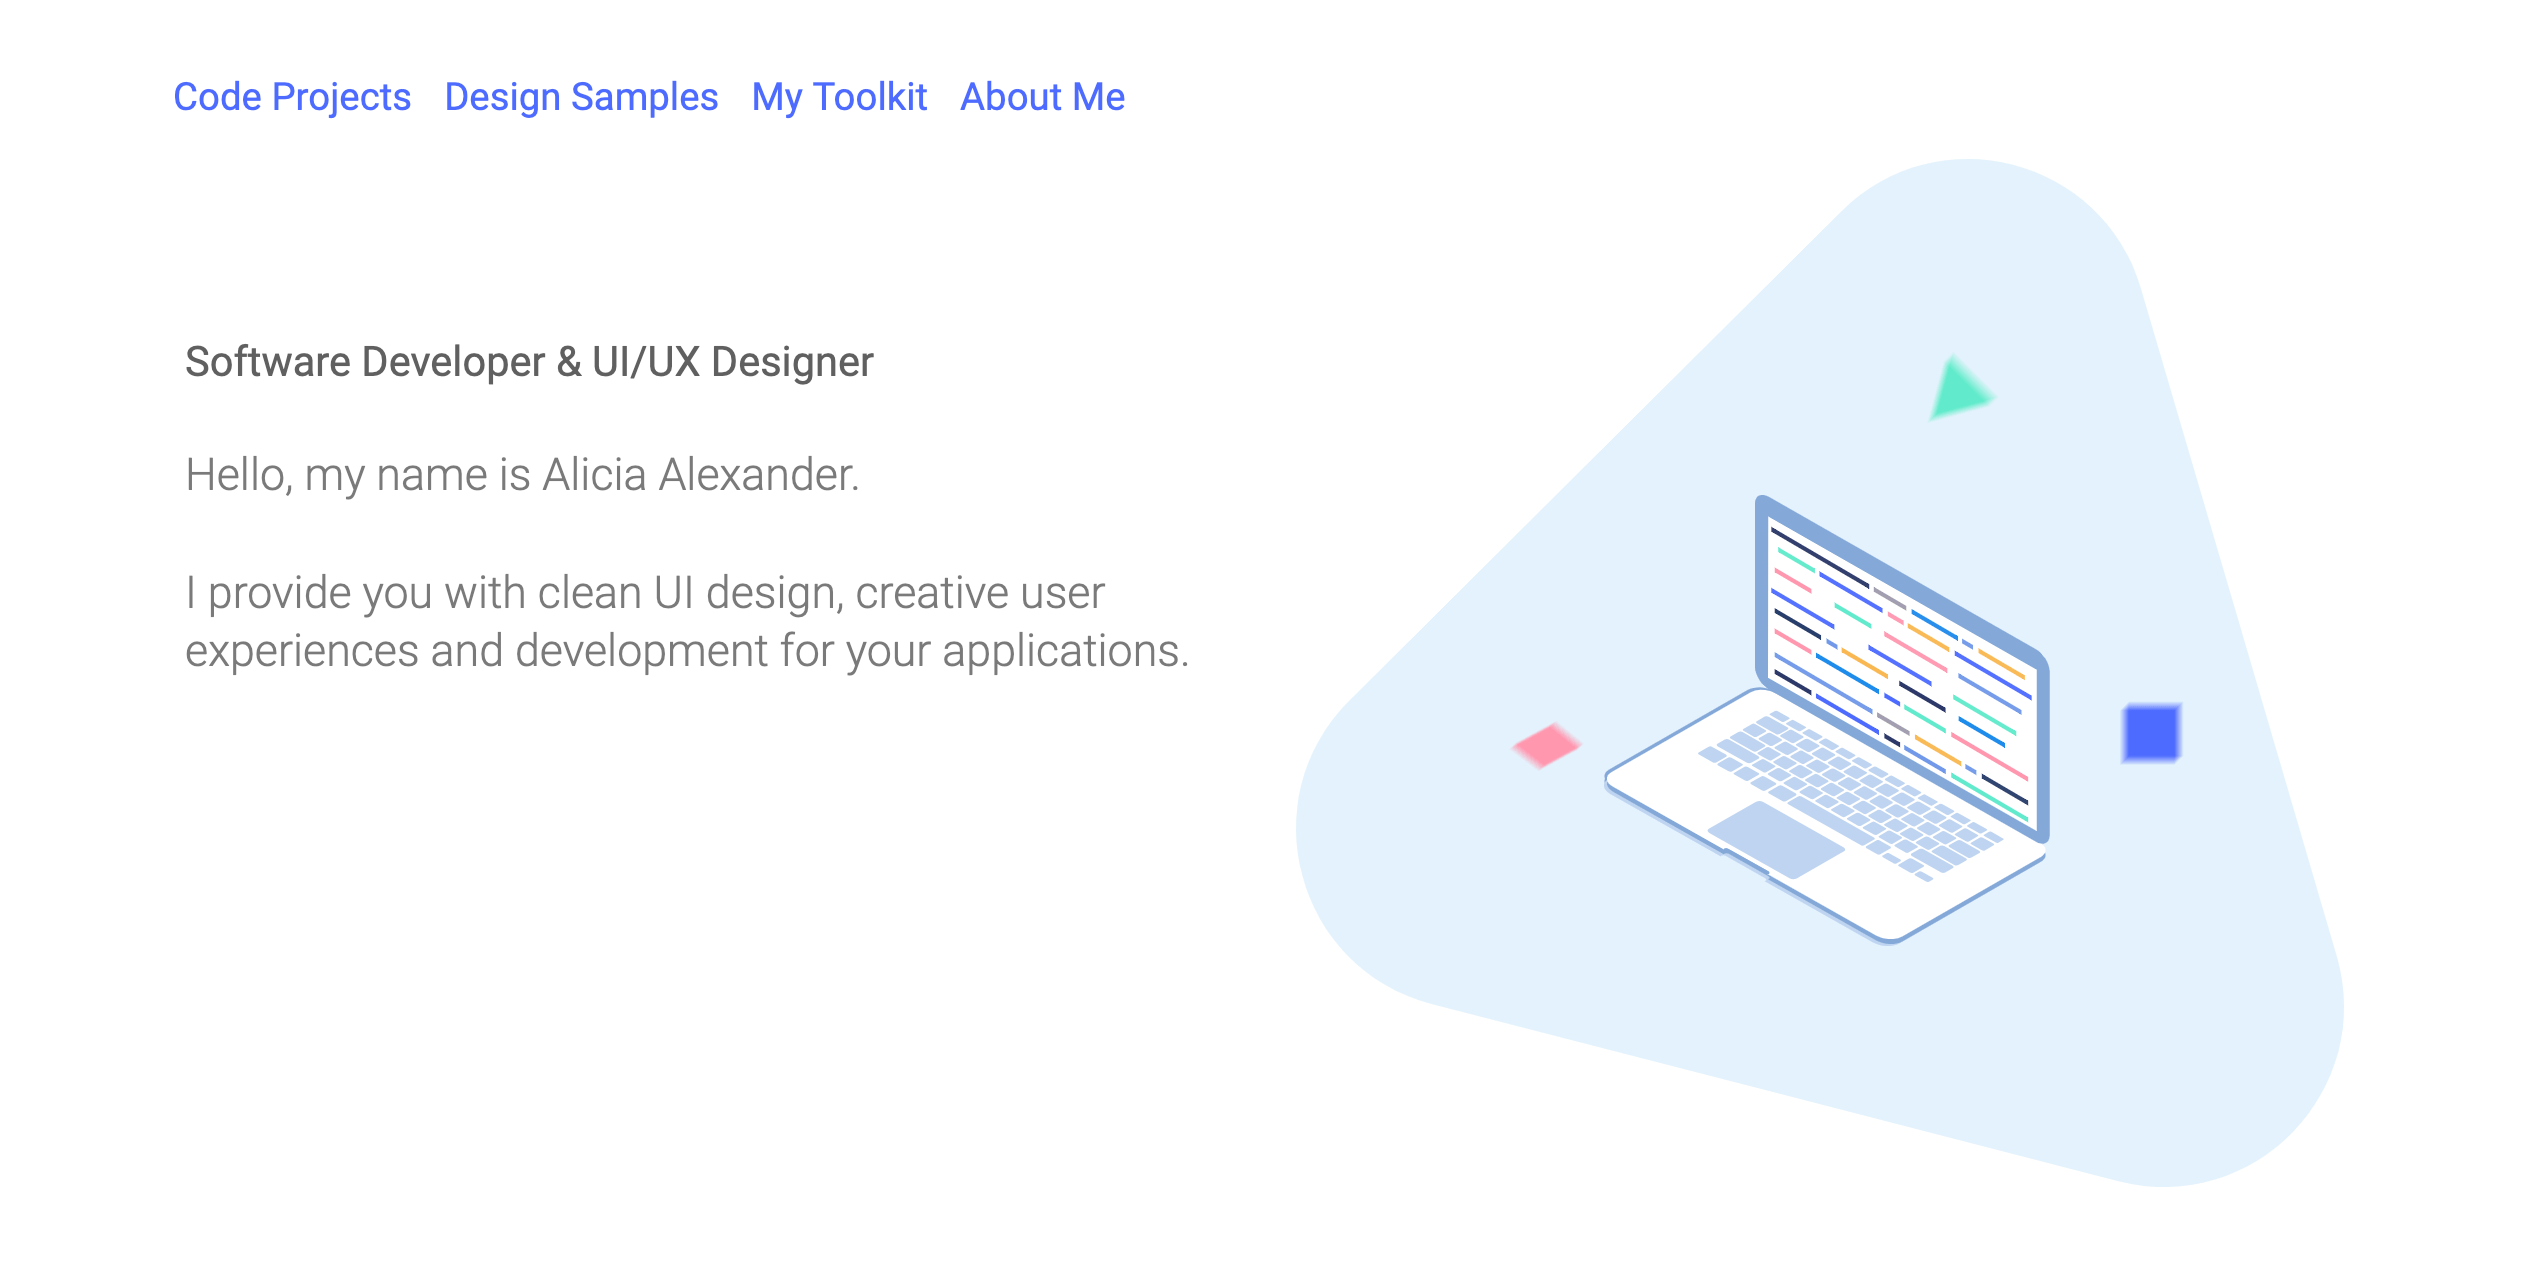 Code Projects Design Samples My Toolkit About Me
Software Developer & UI/UX Designer
Hello, my name is Alicia Alexander.
I provide you with clean UI design, creative user
experiences and development for your applications.